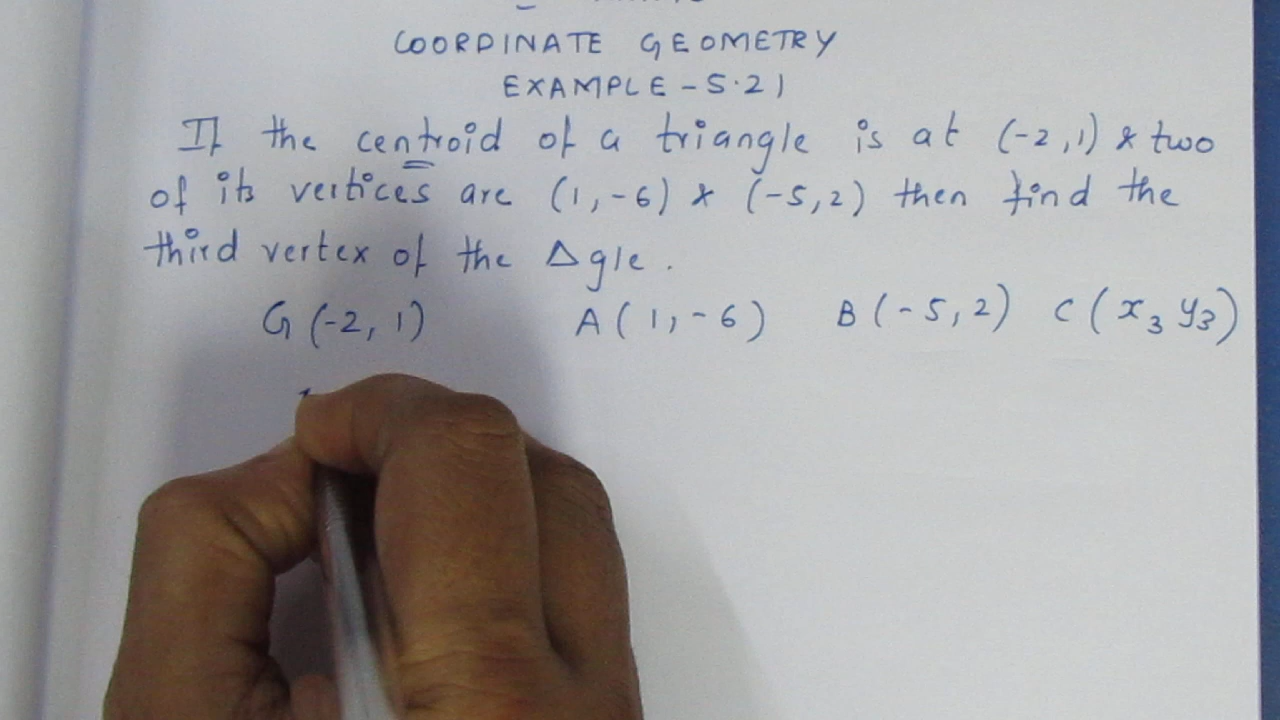 COORDINATE GEOMETRY
EXAMPLE - 5.21
If the centroid of a triangle is at (-2,1) & two
of its vertices are (1,-6) & (-5,2) then find the
third vertex of the Δgle.
G (-2, 1) A ( 1, -6 ) B ( -5, 2) C ( x₃ y₃)